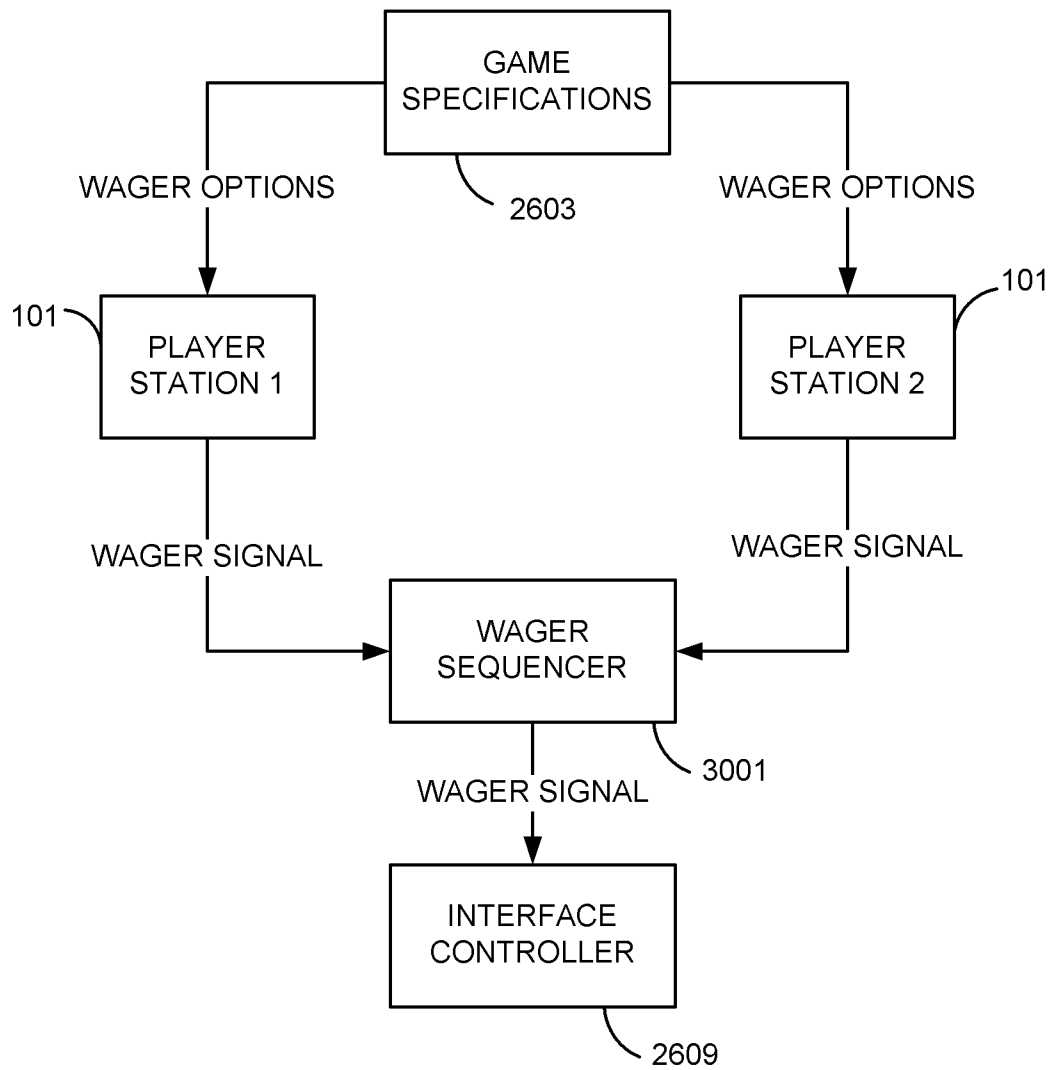 GAME
SPECIFICATIONS
WAGER OPTIONS
WAGER OPTIONS
2603
101
101
PLAYER
STATION 1
PLAYER
STATION 2
WAGER SIGNAL
WAGER SIGNAL
WAGER
SEQUENCER
3001
WAGER SIGNAL
INTERFACE
CONTROLLER
2609